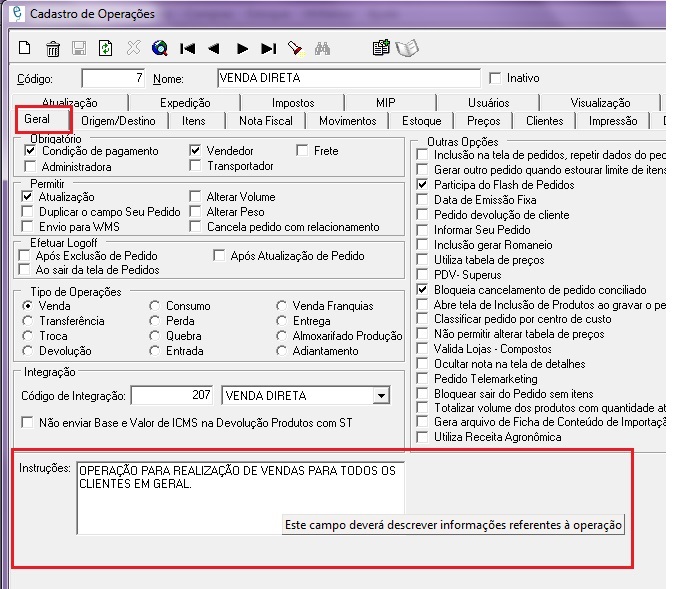 Cadastro de Operações
Código: 7 Nome: VENDA DIRETA Inativo
Atualização Expedição Impostos MIP Usuários Visualização
Geral Origem/Destino Itens Nota Fiscal Movimentos Estoque Preços Clientes Impressão
Obrigatório
Condição de pagamento Vendedor Frete
Administradora Transportador
Permitir
Atualização Alterar Volume
Duplicar o campo Seu Pedido Alterar Peso
Envio para WMS Cancela pedido com relacionamento
Efetuar Logoff
Após Exclusão de Pedido Após Atualização de Pedido
Ao sair da tela de Pedidos
Tipo de Operações
Venda Consumo Venda Franquias
Transferência Perda Entrega
Troca Quebra Almoxarifado Produção
Devolução Entrada Adiantamento
Integração
Código de Integração: 207 VENDA DIRETA
Não enviar Base e Valor de ICMS na Devolução Produtos com ST
Outras Opções
Inclusão na tela de pedidos, repetir dados do ped
Gerar outro pedido quando estourar limite de itens
Participa do Flash de Pedidos
Data de Emissão Fixa
Pedido devolução de cliente
Informar Seu Pedido
Inclusão gerar Romaneio
Utiliza tabela de preços
PDV- Superus
Bloqueia cancelamento de pedido conciliado
Abre tela de Inclusão de Produtos ao gravar o pe
Classificar pedido por centro de custo
Não permitir alterar tabela de preços
Valida Lojas - Compostos
Ocultar nota na tela de detalhes
Pedido Telemarketing
Bloquear sair do Pedido sem itens
Totalizar volume dos produtos com quantidade at
Gera arquivo de Ficha de Conteúdo de Importaçã
Utiliza Receita Agronômica
Instruções: OPERAÇÃO PARA REALIZAÇÃO DE VENDAS PARA TODOS OS
CLIENTES EM GERAL.
Este campo deverá descrever informações referentes à operação